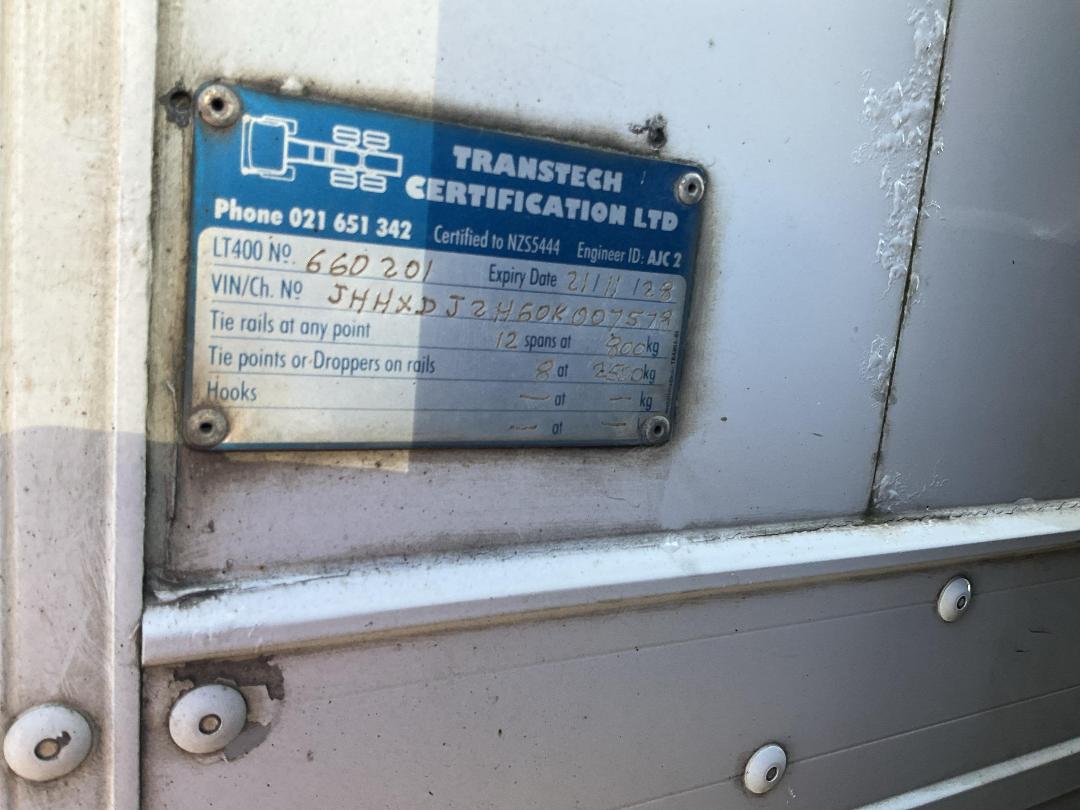 TRANSTECH
CERTIFICATION LTD
Phone 021 651 342 Certified to NZS5444 Engineer ID: AJC 2
LT400 Nº 660201 Expiry Date 21/11/28
VIN/Ch. Nº JHHXDJ2H60K007578
Tie rails at any point 12 spans at 800kg
Tie points or Droppers on rails 8 at 2500kg
Hooks — at — kg
— at —